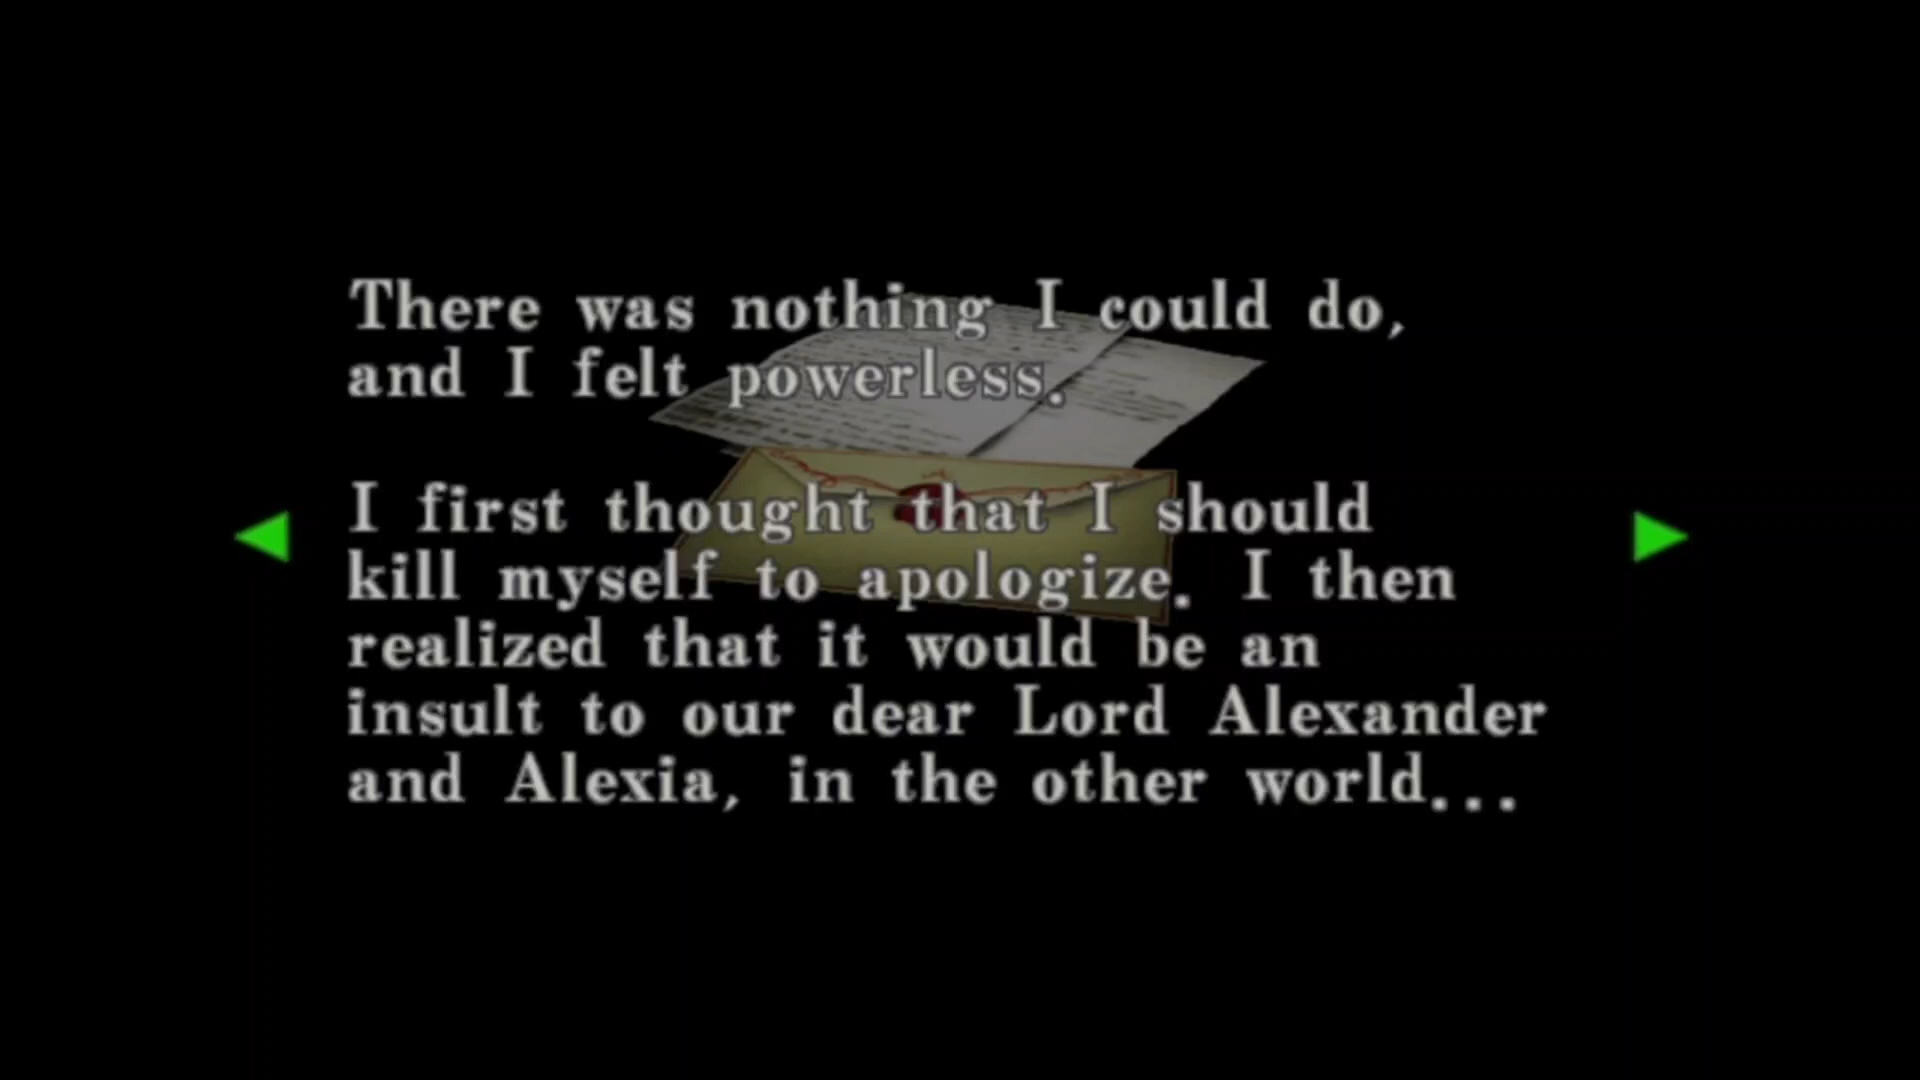 There was nothing I could do,
and I felt powerless.
I first thought that I should
kill myself to apologize. I then
realized that it would be an
insult to our dear Lord Alexander
and Alexia, in the other world...